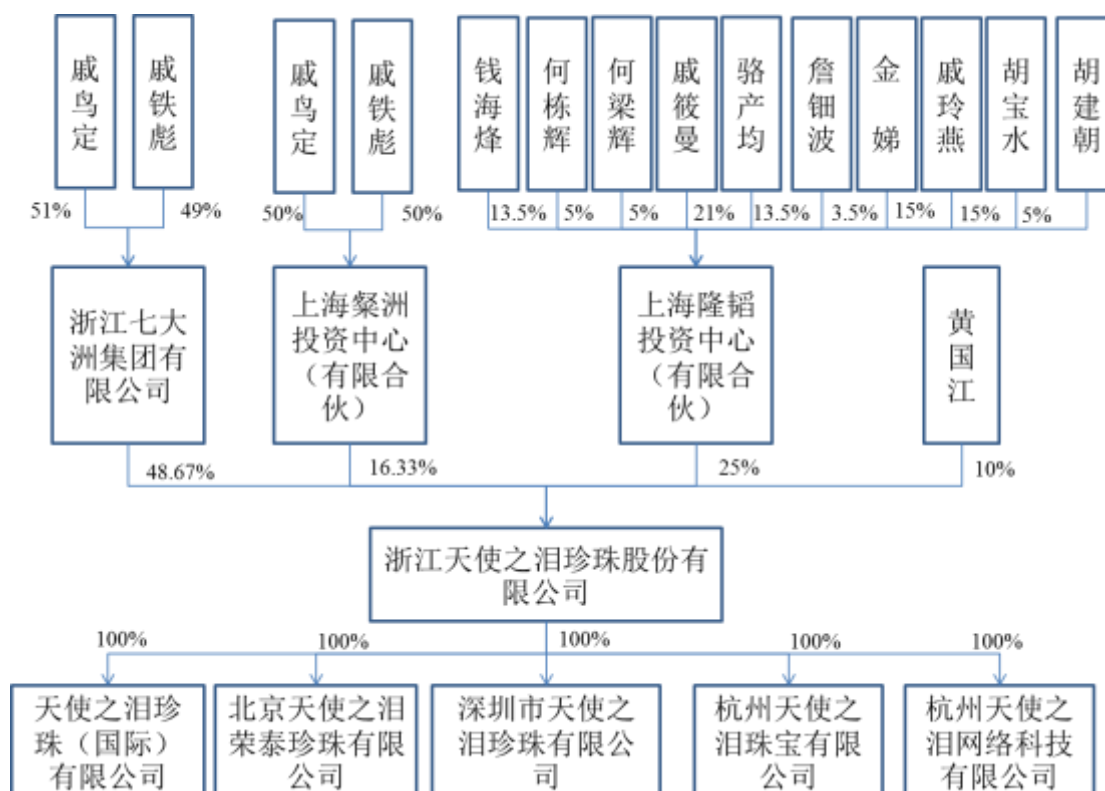 戚鸟定
戚铁彪
戚鸟定
戚铁彪
钱海烽
何栋辉
何梁辉
戚筱曼
骆产均
詹钿波
金 娣
戚玲燕
胡宝水
胡建朝
51%
49%
50%
50%
13.5%
5%
5%
21%
13.5%
3.5%
15%
15%
5%
浙江七大
洲集团有
限公司
上海粲洲
投资中心
（有限合
伙）
上海隆韬
投资中心
（有限合
伙）
黄国江
48.67%
16.33%
25%
10%
浙江天使之泪珍珠股份有
限公司
100%
100%
100%
100%
100%
天使之泪珍
珠（国际）
有限公司
北京天使之泪
荣泰珍珠有限
公司
深圳市天使之
泪珍珠有限公
司
杭州天使之
泪珠宝有限
公司
杭州天使之
泪网络科技
有限公司